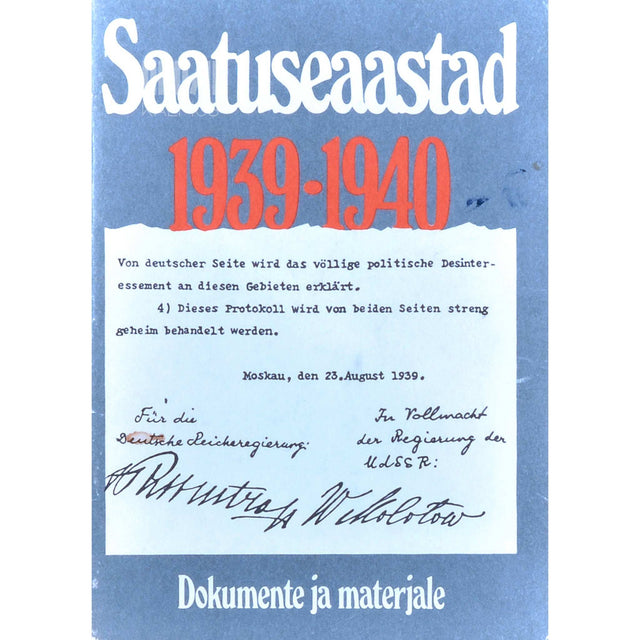 Saatuseaastad
1939-1940
Von deutscher Seite wird das völlige politische Desinter-
essement an diesen Gebieten erklärt.
4) Dieses Protokoll wird von beiden Seiten streng
geheim behandelt werden.
Moskau, den 23.August 1939.
Für die
Deutsche Reichsregierung:
In Vollmacht
der Regierung der
UdSSR:
W. Molotow
Dokumente ja materjale